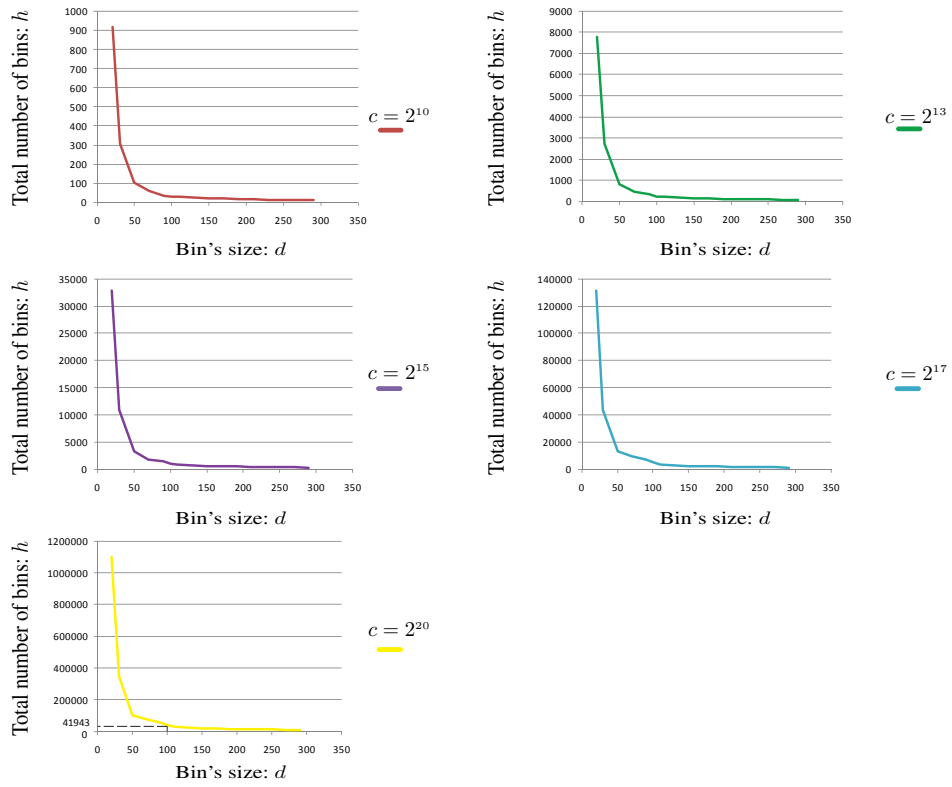 Total number of bins: h
1000
900
800
700
600
500
400
300
200
100
0
0 50 100 150 200 250 300 350
Bin's size: d
c = 2^10
Total number of bins: h
9000
8000
7000
6000
5000
4000
3000
2000
1000
0
0 50 100 150 200 250 300 350
Bin's size: d
c = 2^13
Total number of bins: h
35000
30000
25000
20000
15000
10000
5000
0
0 50 100 150 200 250 300 350
Bin's size: d
c = 2^15
Total number of bins: h
140000
120000
100000
80000
60000
40000
20000
0
0 50 100 150 200 250 300 350
Bin's size: d
c = 2^17
Total number of bins: h
1200000
1000000
800000
600000
400000
200000
41943
0
0 50 100 150 200 250 300 350
Bin's size: d
c = 2^20